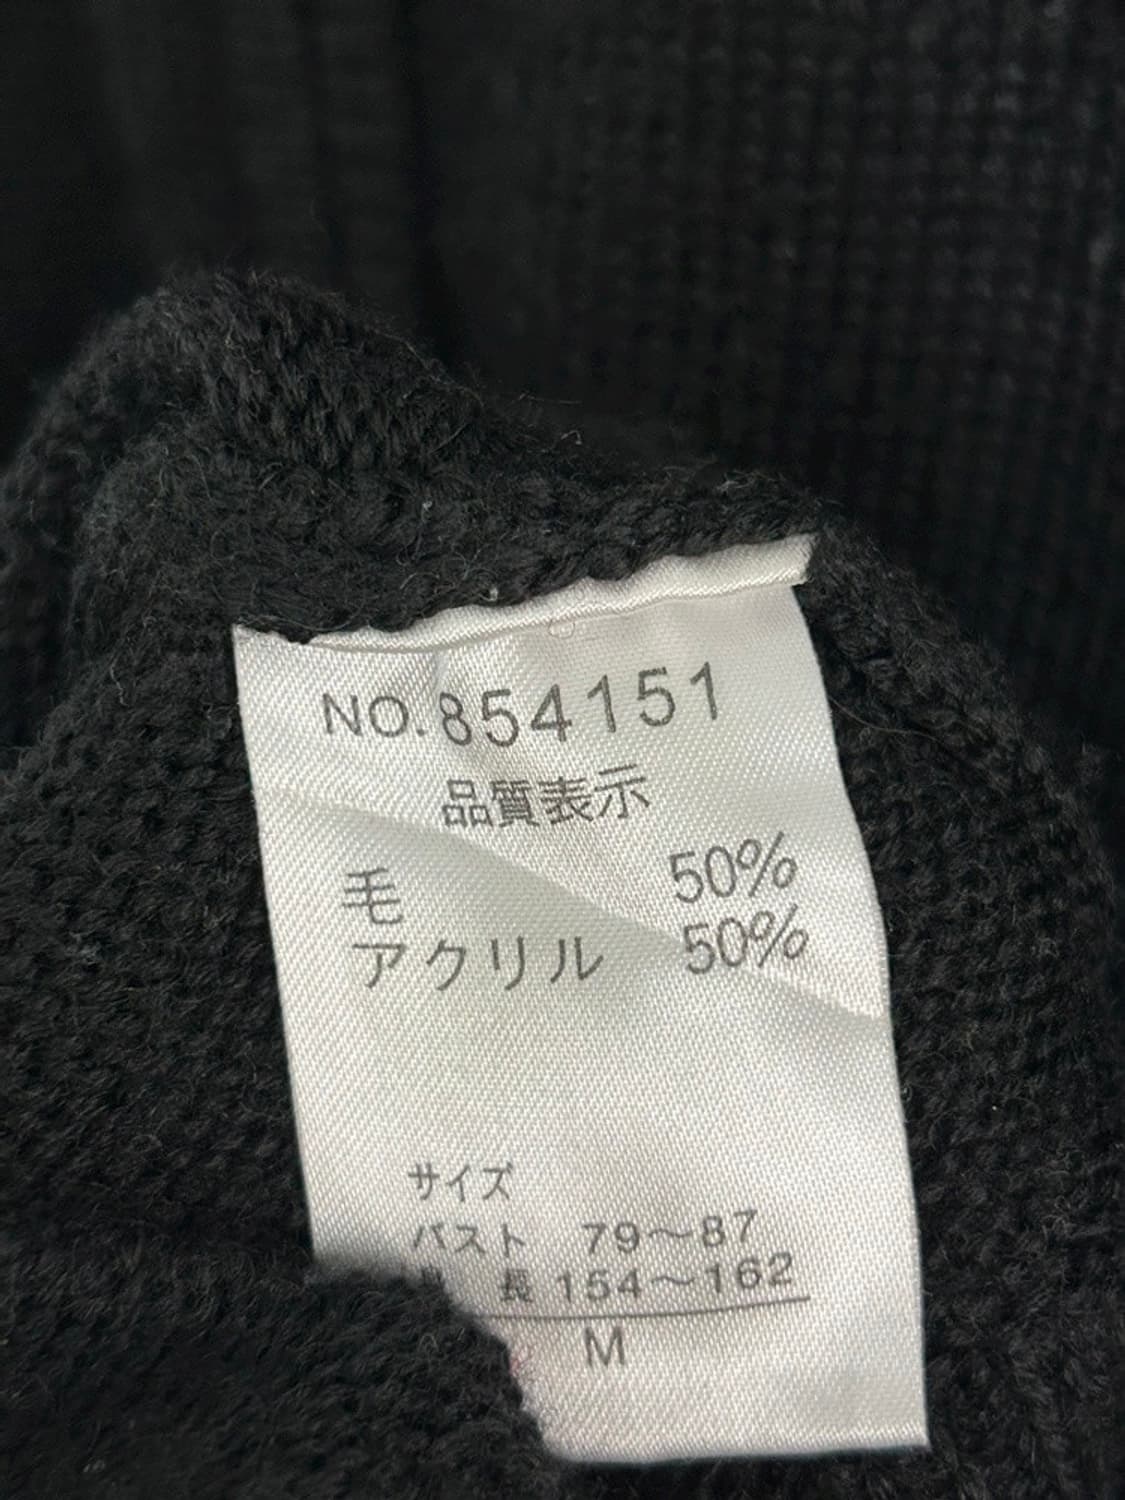 NO.854151
品質表示
毛 50%
アクリル 50%
サイズ
バスト 79～87
身長 154～162
M